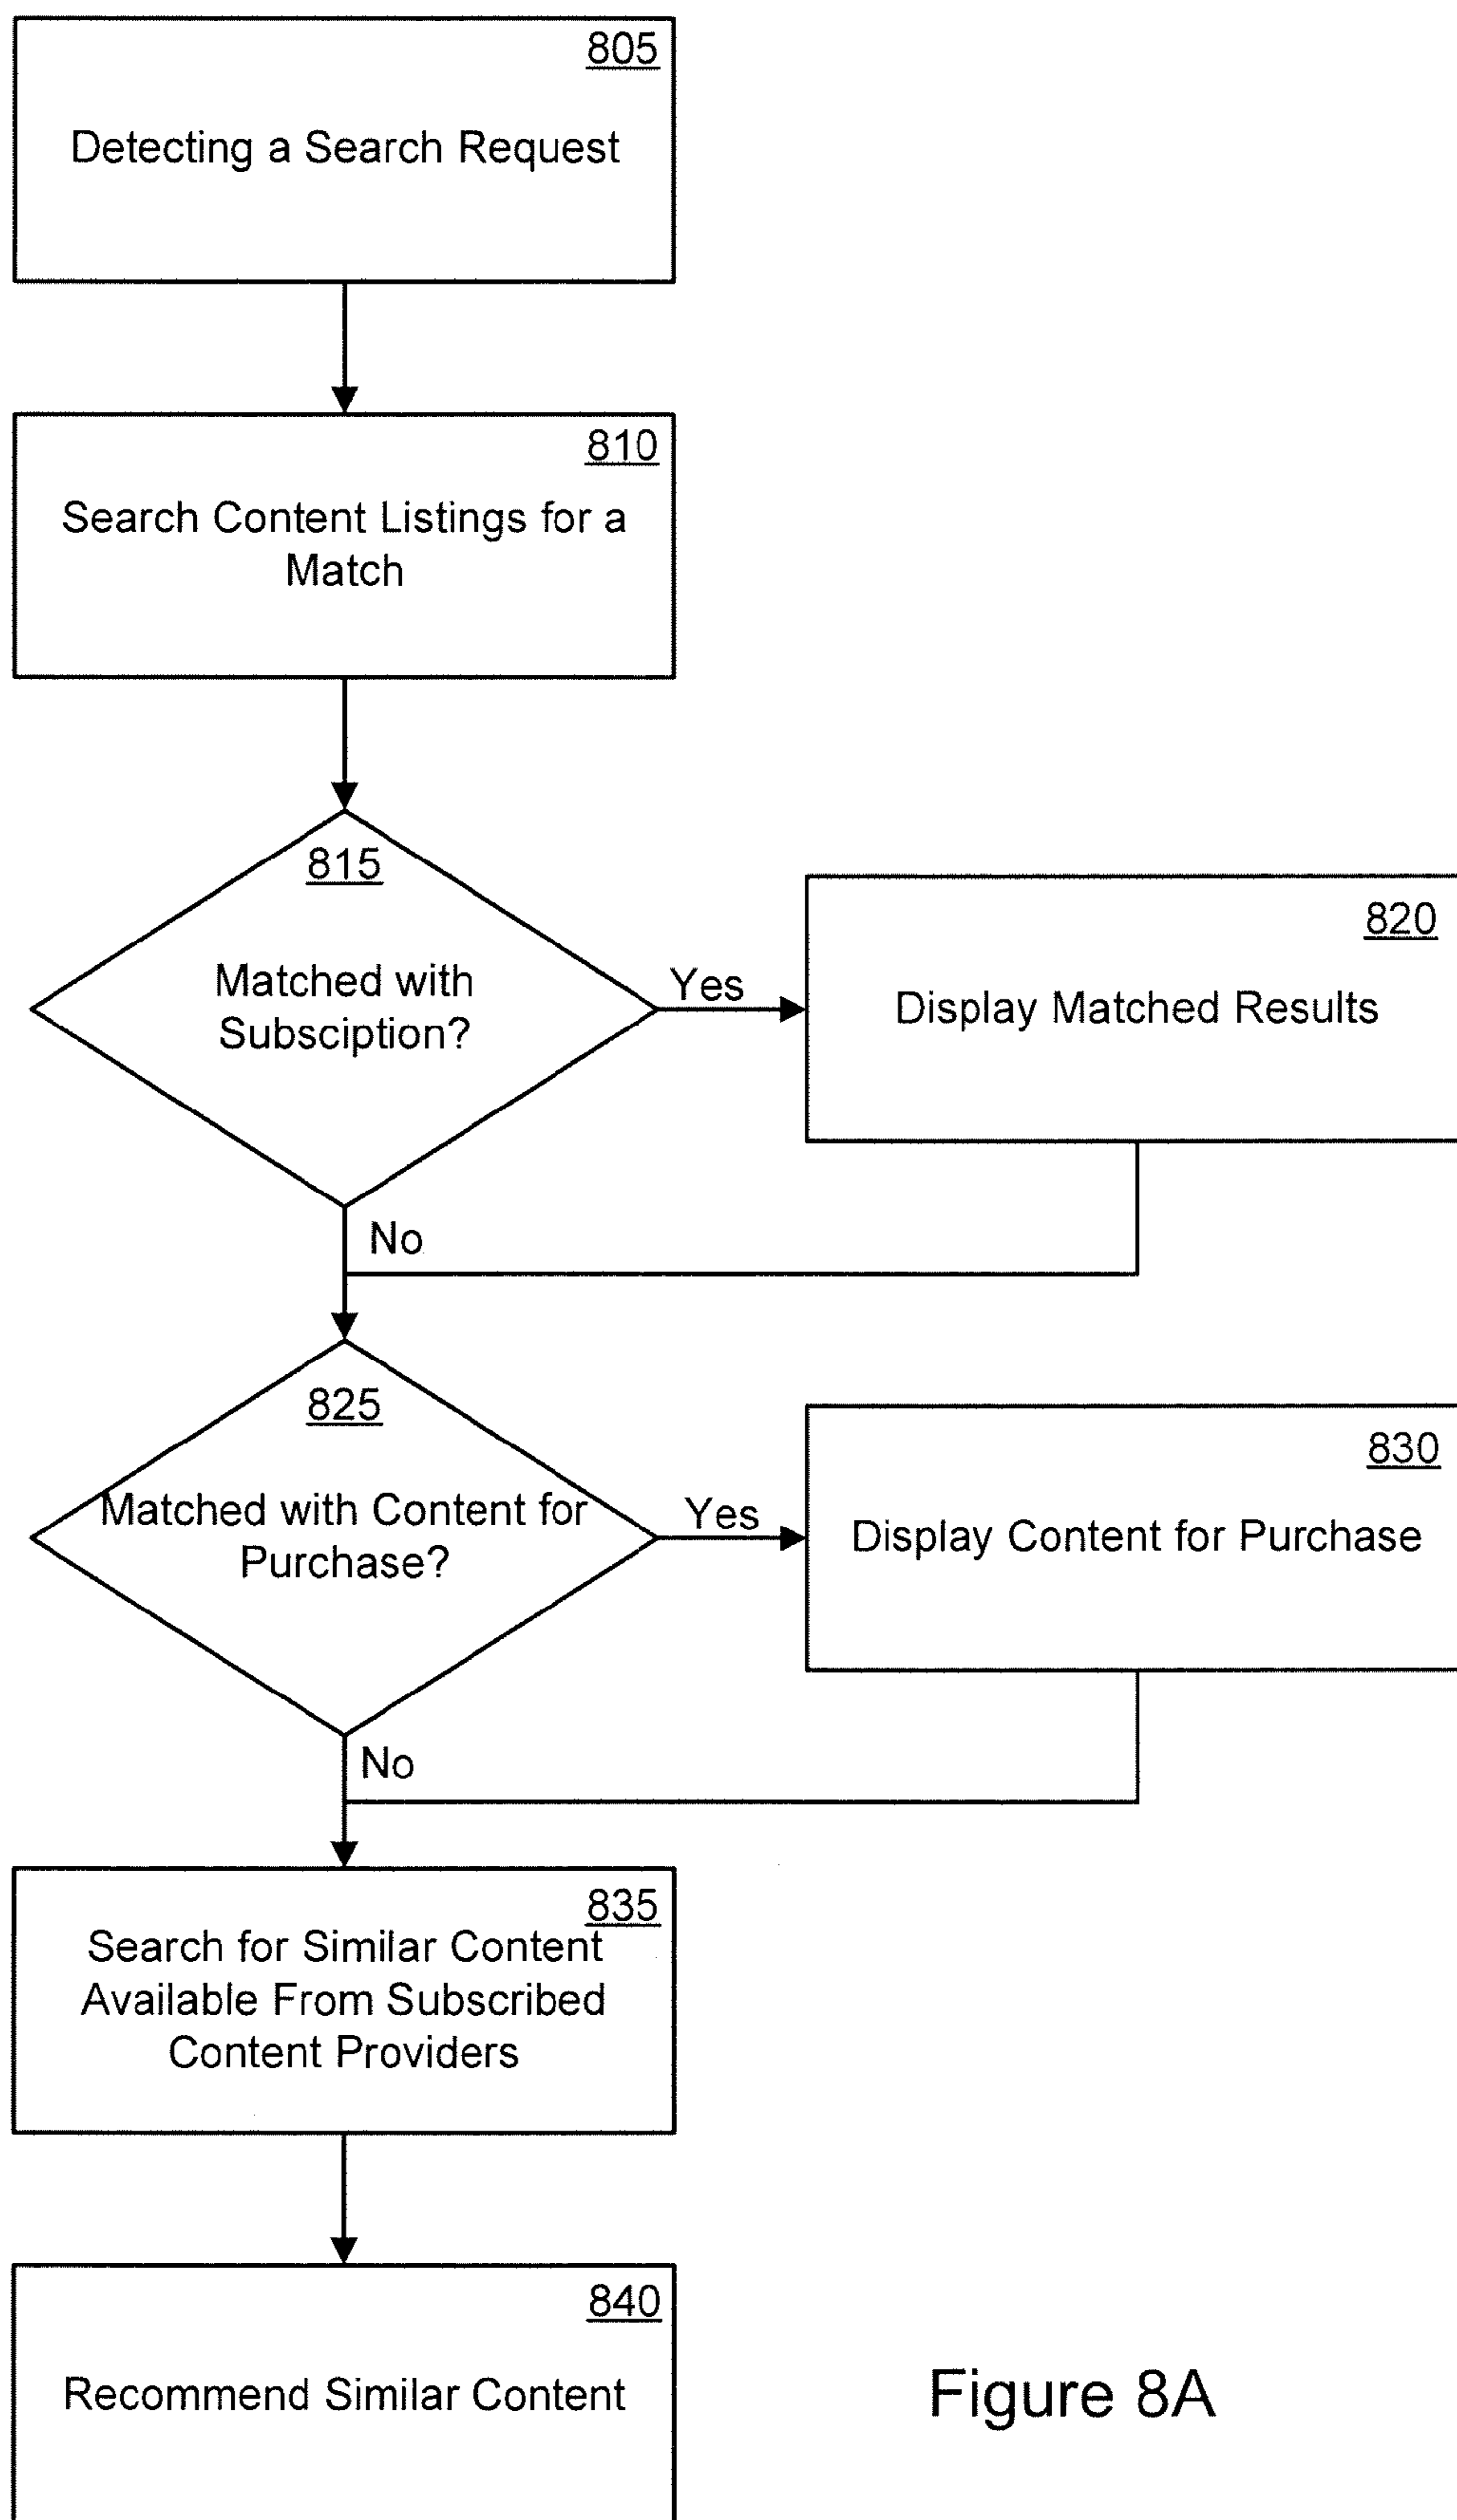 805
Detecting a Search Request
810
Search Content Listings for a
Match
815
Matched with
Subsciption?
Yes
820
Display Matched Results
No
825
Matched with Content for
Purchase?
Yes
830
Display Content for Purchase
No
835
Search for Similar Content
Available From Subscribed
Content Providers
840
Recommend Similar Content
Figure 8A